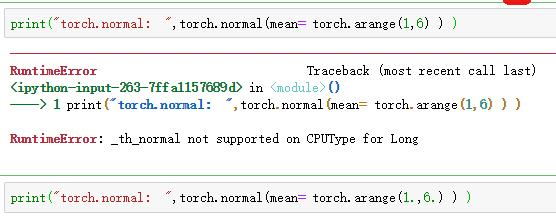 print("torch.normal:  ",torch.normal(mean= torch.arange(1,6) ) )
RuntimeError Traceback (most recent call last)
<ipython-input-263-7ffa1157689d> in <module>()
----> 1 print("torch.normal:  ",torch.normal(mean= torch.arange(1,6) ) )
RuntimeError: _th_normal not supported on CPUType for Long
print("torch.normal:  ",torch.normal(mean= torch.arange(1.,6.) ) )